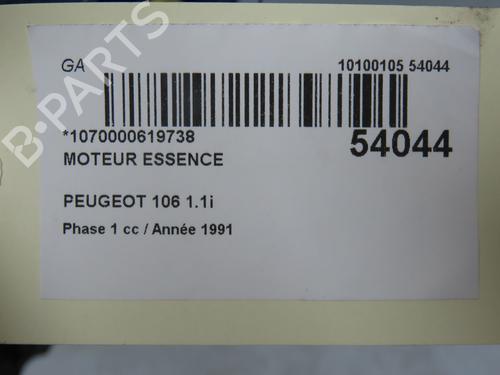 GA
10100105 54044
*1070000619738
54044
MOTEUR ESSENCE
PEUGEOT 106 1.1i
Phase 1 cc / Année 1991
B-PARTS